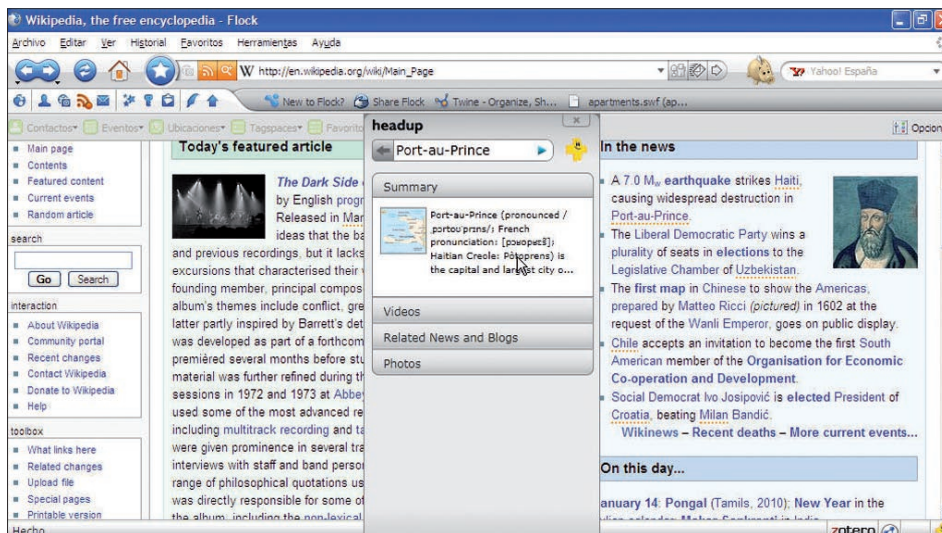 Wikipedia, the free encyclopedia - Flock
Archivo Editar Ver Historial Favoritos Herramientas Ayuda
W http://en.wikipedia.org/wiki/Main_Page
Yahoo! España
New to Flock? Share Flock Twine - Organize, Sh... apartments.swf (ap...
Contactos Eventos Ubicaciones Tagspaces Favorito
Opcion
Main page
Contents
Featured content
Current events
Random article
search
Go Search
interaction
About Wikipedia
Community portal
Recent changes
Contact Wikipedia
Donate to Wikipedia
Help
toolbox
What links here
Related changes
Upload file
Special pages
Printable version
Hecho
Today's featured article
The Dark Side
by English prog
Released in Mar
ideas that the ba
and previous recordings, but it lacks
excursions that characterised their
founding member, principal compos
album's themes include conflict, gre
latter partly inspired by Barrett's det
was developed as part of a forthcom
premièred several months before stu
material was further refined during th
sessions in 1972 and 1973 at Abbey
used some of the most advanced re
including multitrack recording and ta
were given prominence in several tra
interviews with staff and band perso
range of philosophical quotations us
was directly responsible for some of
the album, including the non-lexical
headup
Port-au-Prince
Summary
Port-au-Prince (pronounced /
French
pronunciation:
Haitian Creole: Pòtoprens) is
the capital and largest city o...
Videos
Related News and Blogs
Photos
In the news
A 7.0 Mw earthquake strikes Haiti,
causing widespread destruction in
Port-au-Prince.
The Liberal Democratic Party wins a
plurality of seats in elections to the
Legislative Chamber of Uzbekistan.
The first map in Chinese to show the Americas,
prepared by Matteo Ricci (pictured) in 1602 at the
request of the Wanli Emperor, goes on public display.
Chile accepts an invitation to become the first South
American member of the Organisation for Economic
Co-operation and Development.
Social Democrat Ivo Josipović is elected President of
Croatia, beating Milan Bandić.
Wikinews – Recent deaths – More current events...
On this day...
anuary 14: Pongal (Tamils, 2010); New Year in the
zotero